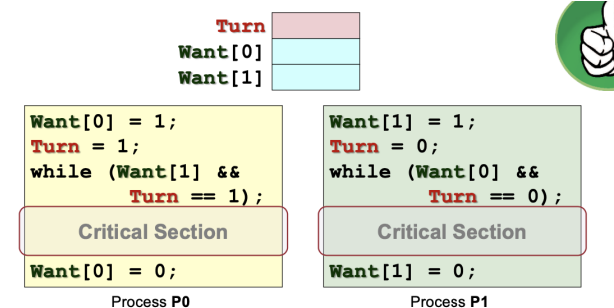 Turn
Want[0]
Want[1]
Want[0] = 1;
Turn = 1;
while (Want[1] &&
Turn == 1);
Critical Section
Want[0] = 0;
Process P0
Want[1] = 1;
Turn = 0;
while (Want[0] &&
Turn == 0);
Critical Section
Want[1] = 0;
Process P1